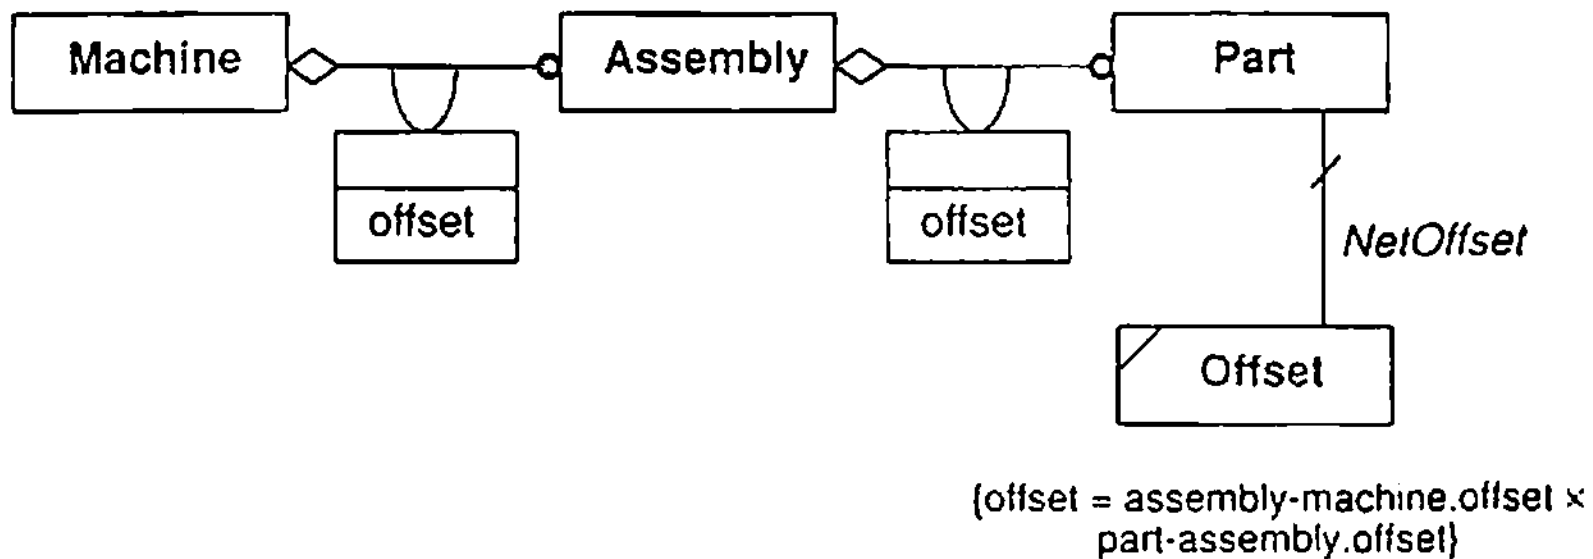 Machine
Assembly
Part
offset
offset
NetOffset
Offset
{offset = assembly-machine.offset ×
part-assembly.offset}